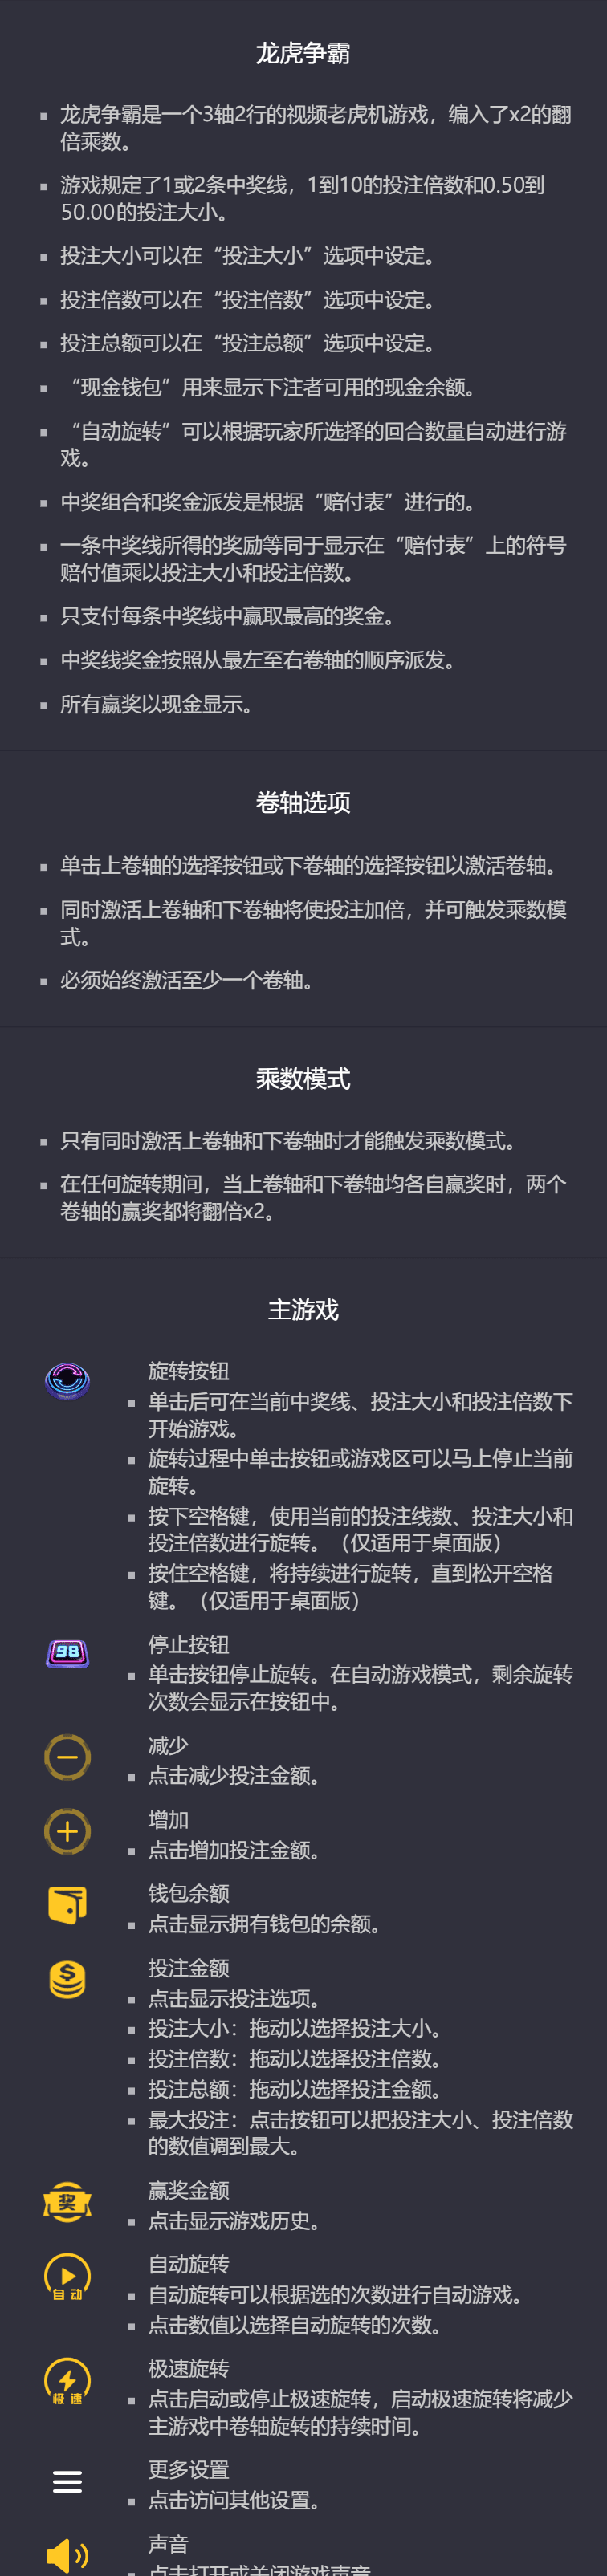 龙虎争霸
龙虎争霸是一个3轴2行的视频老虎机游戏，编入了x2的翻
倍乘数。
游戏规定了1或2条中奖线，1到10的投注倍数和0.50到
50.00的投注大小。
投注大小可以在“投注大小”选项中设定。
投注倍数可以在“投注倍数”选项中设定。
投注总额可以在“投注总额”选项中设定。
“现金钱包”用来显示下注者可用的现金余额。
“自动旋转”可以根据玩家所选择的回合数量自动进行游
戏。
中奖组合和奖金派发是根据“赔付表”进行的。
一条中奖线所得的奖励等同于显示在“赔付表”上的符号
赔付值乘以投注大小和投注倍数。
只支付每条中奖线中赢取最高的奖金。
中奖线奖金按照从最左至右卷轴的顺序派发。
所有赢奖以现金显示。
卷轴选项
单击上卷轴的选择按钮或下卷轴的选择按钮以激活卷轴。
同时激活上卷轴和下卷轴将使投注加倍，并可触发乘数模
式。
必须始终激活至少一个卷轴。
乘数模式
只有同时激活上卷轴和下卷轴时才能触发乘数模式。
在任何旋转期间，当上卷轴和下卷轴均各自赢奖时，两个
卷轴的赢奖都将翻倍x2。
主游戏
旋转按钮
单击后可在当前中奖线、投注大小和投注倍数下
开始游戏。
旋转过程中单击按钮或游戏区可以马上停止当前
旋转。
按下空格键，使用当前的投注线数、投注大小和
投注倍数进行旋转。（仅适用于桌面版）
按住空格键，将持续进行旋转，直到松开空格
键。（仅适用于桌面版）
98
停止按钮
单击按钮停止旋转。在自动游戏模式，剩余旋转
次数会显示在按钮中。
减少
点击减少投注金额。
增加
点击增加投注金额。
钱包余额
点击显示拥有钱包的余额。
投注金额
点击显示投注选项。
投注大小：拖动以选择投注大小。
投注倍数：拖动以选择投注倍数。
投注总额：拖动以选择投注金额。
最大投注：点击按钮可以把投注大小、投注倍数
的数值调到最大。
奖
赢奖金额
点击显示游戏历史。
自动
自动旋转
自动旋转可以根据选的次数进行自动游戏。
点击数值以选择自动旋转的次数。
极速
极速旋转
点击启动或停止极速旋转，启动极速旋转将减少
主游戏中卷轴旋转的持续时间。
更多设置
点击访问其他设置。
声音
点击打开或关闭游戏声音